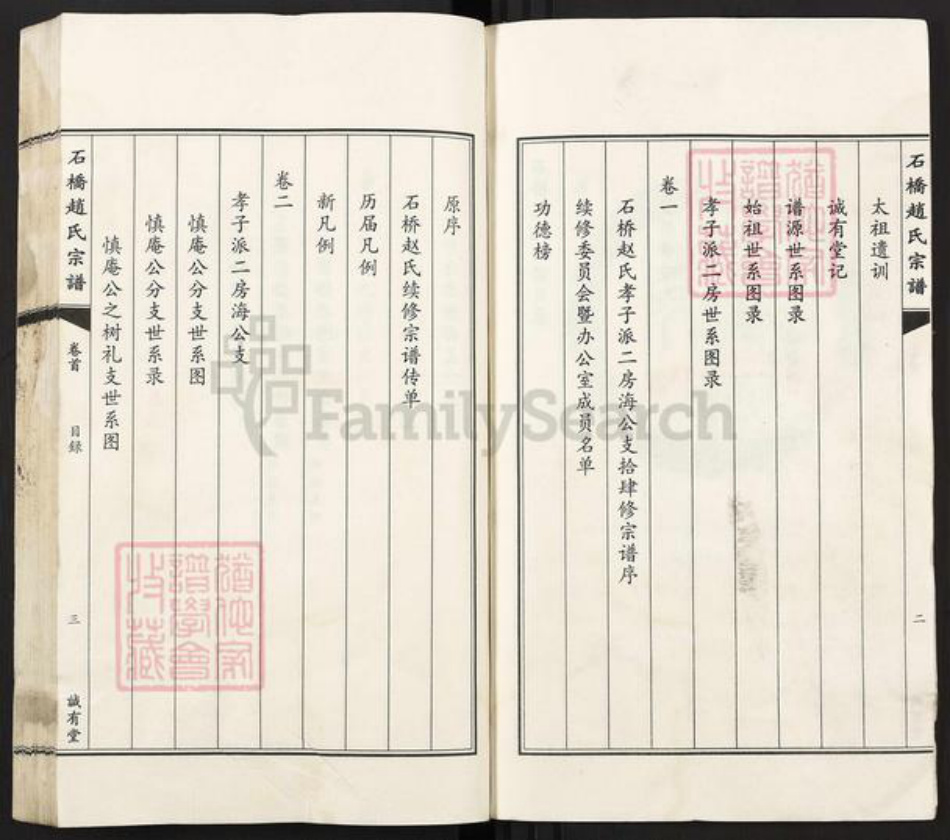 石橋趙氏宗譜
二
太祖遗训
诚有堂记
谱源世系图录
始祖世系图录
孝子派二房世系图录
卷一
石桥赵氏孝子派二房海公支拾肆修宗谱序
续修委员会暨办公室成员名单
功德榜
原序
石桥赵氏续修宗谱传单
历届凡例
新凡例
卷二
孝子派二房海公支
慎庵公分支世系图
慎庵公分支世系录
慎庵公之树礼支世系图
石橋趙氏宗譜
卷首
目録
三
誠有堂
FamilySearch